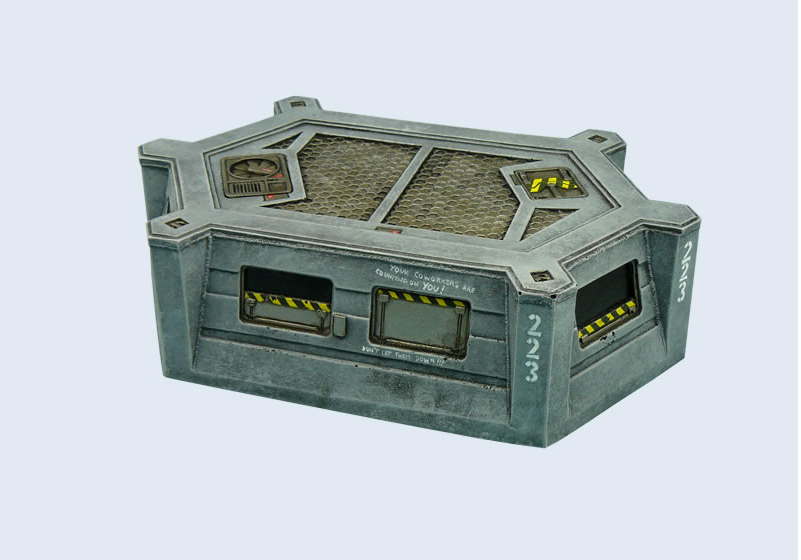 YOUR COWORKERS ARE
COUNTING ON YOU!
DON'T LET THEM DOWN!!!
223
223